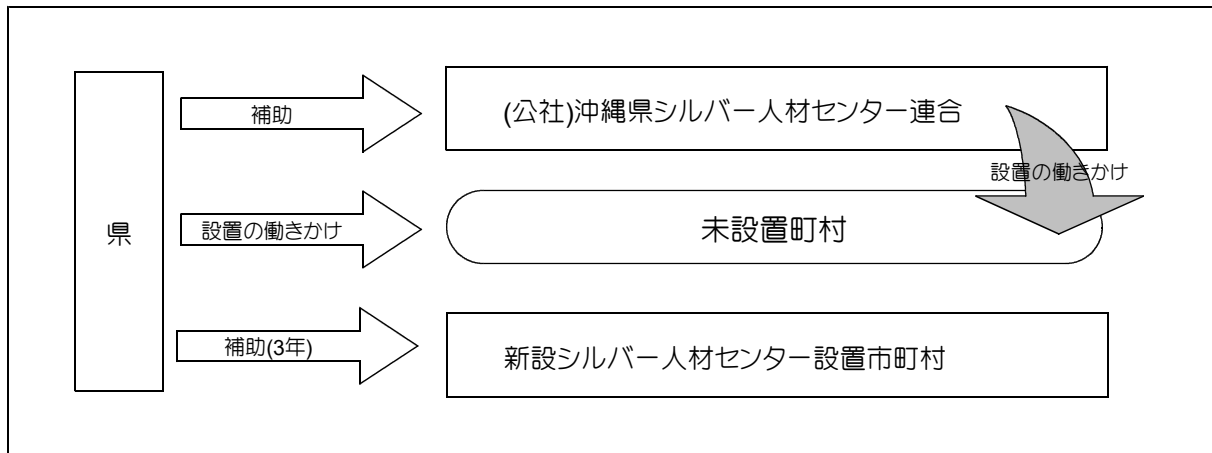 県
補助
(公社)沖縄県シルバー人材センター連合
設置の働きかけ
設置の働きかけ
未設置町村
補助(3年)
新設シルバー人材センター設置市町村